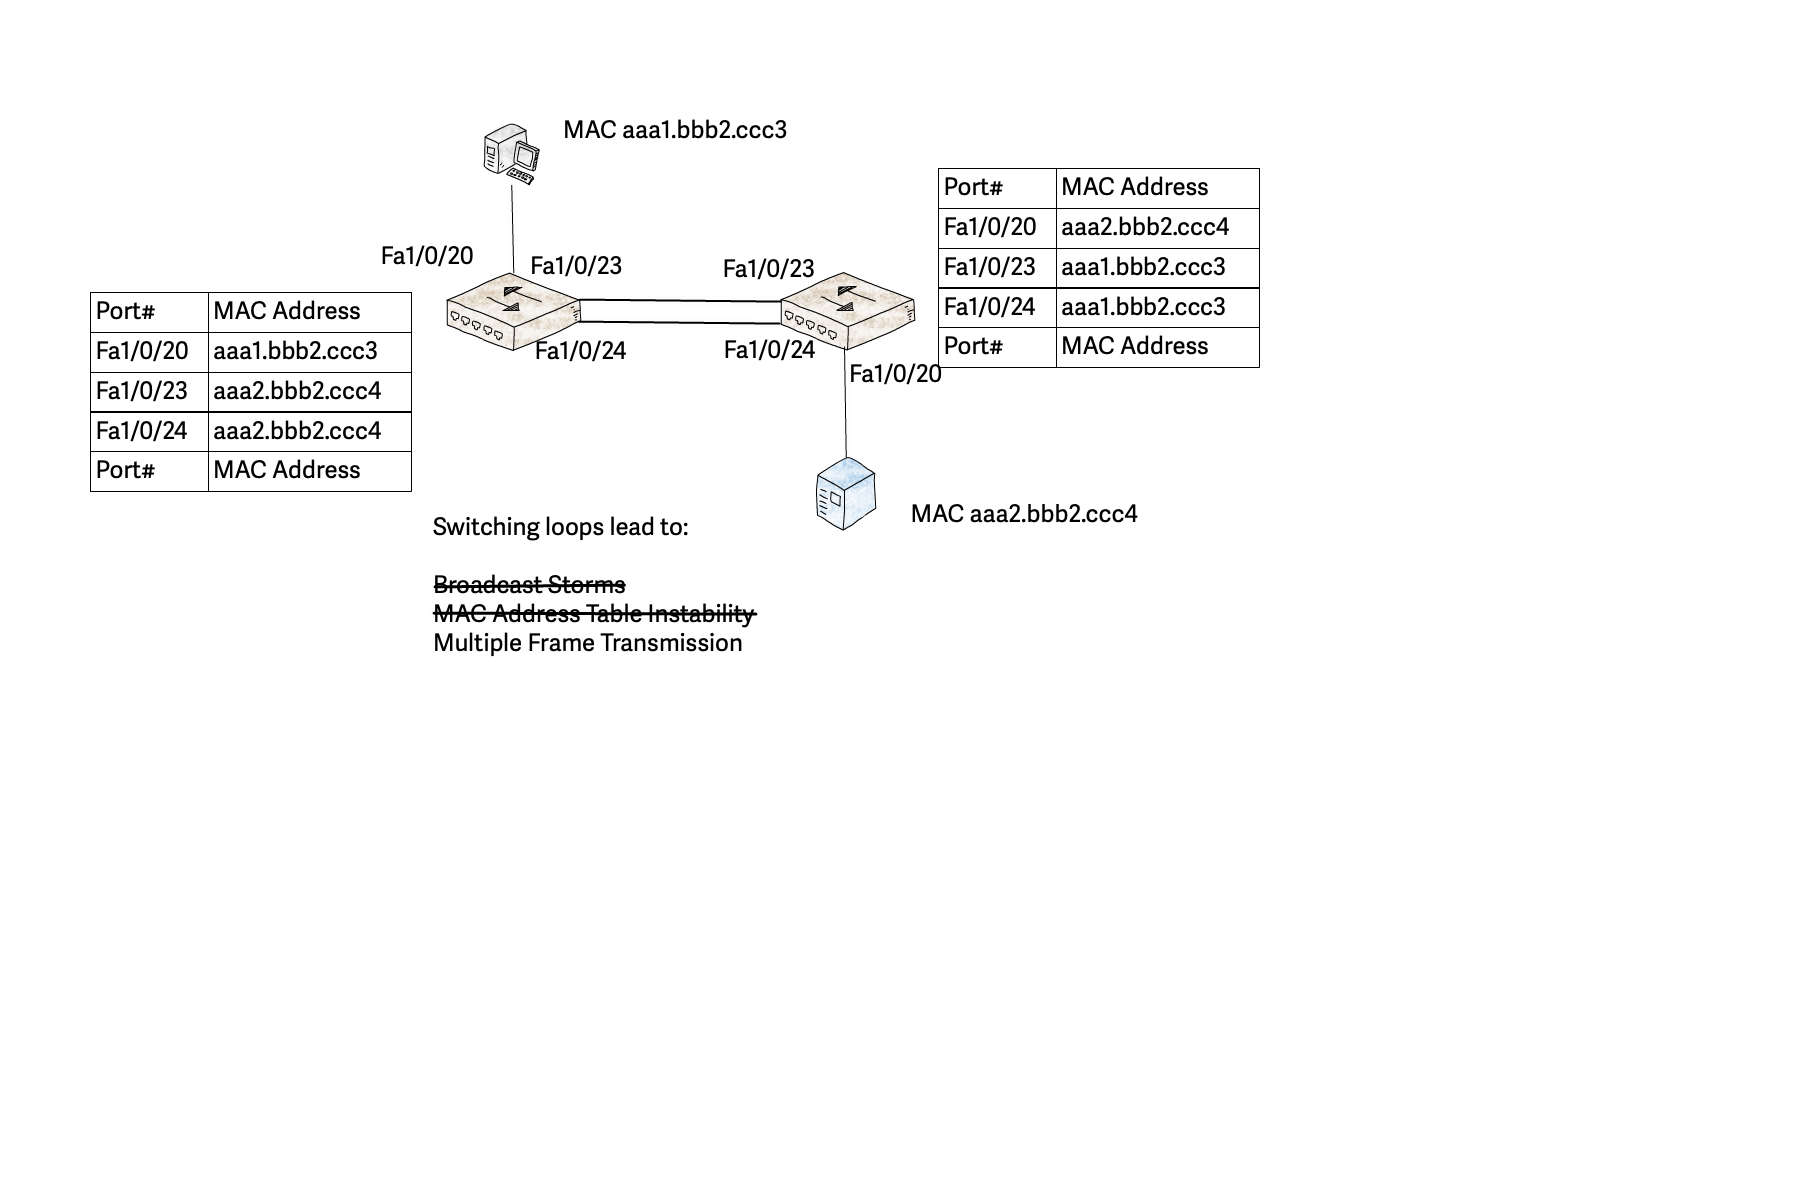 MAC aaa1.bbb2.ccc3
Port# MAC Address
Fa1/0/20 aaa2.bbb2.ccc4
Fa1/0/23 aaa1.bbb2.ccc3
Fa1/0/24 aaa1.bbb2.ccc3
Port# MAC Address
Fa1/0/20
Fa1/0/23
Fa1/0/23
Port# MAC Address
Fa1/0/20 aaa1.bbb2.ccc3
Fa1/0/23 aaa2.bbb2.ccc4
Fa1/0/24 aaa2.bbb2.ccc4
Port# MAC Address
Fa1/0/24
Fa1/0/24
Fa1/0/20
MAC aaa2.bbb2.ccc4
Switching loops lead to:
Broadcast Storms
MAC Address Table Instability
Multiple Frame Transmission